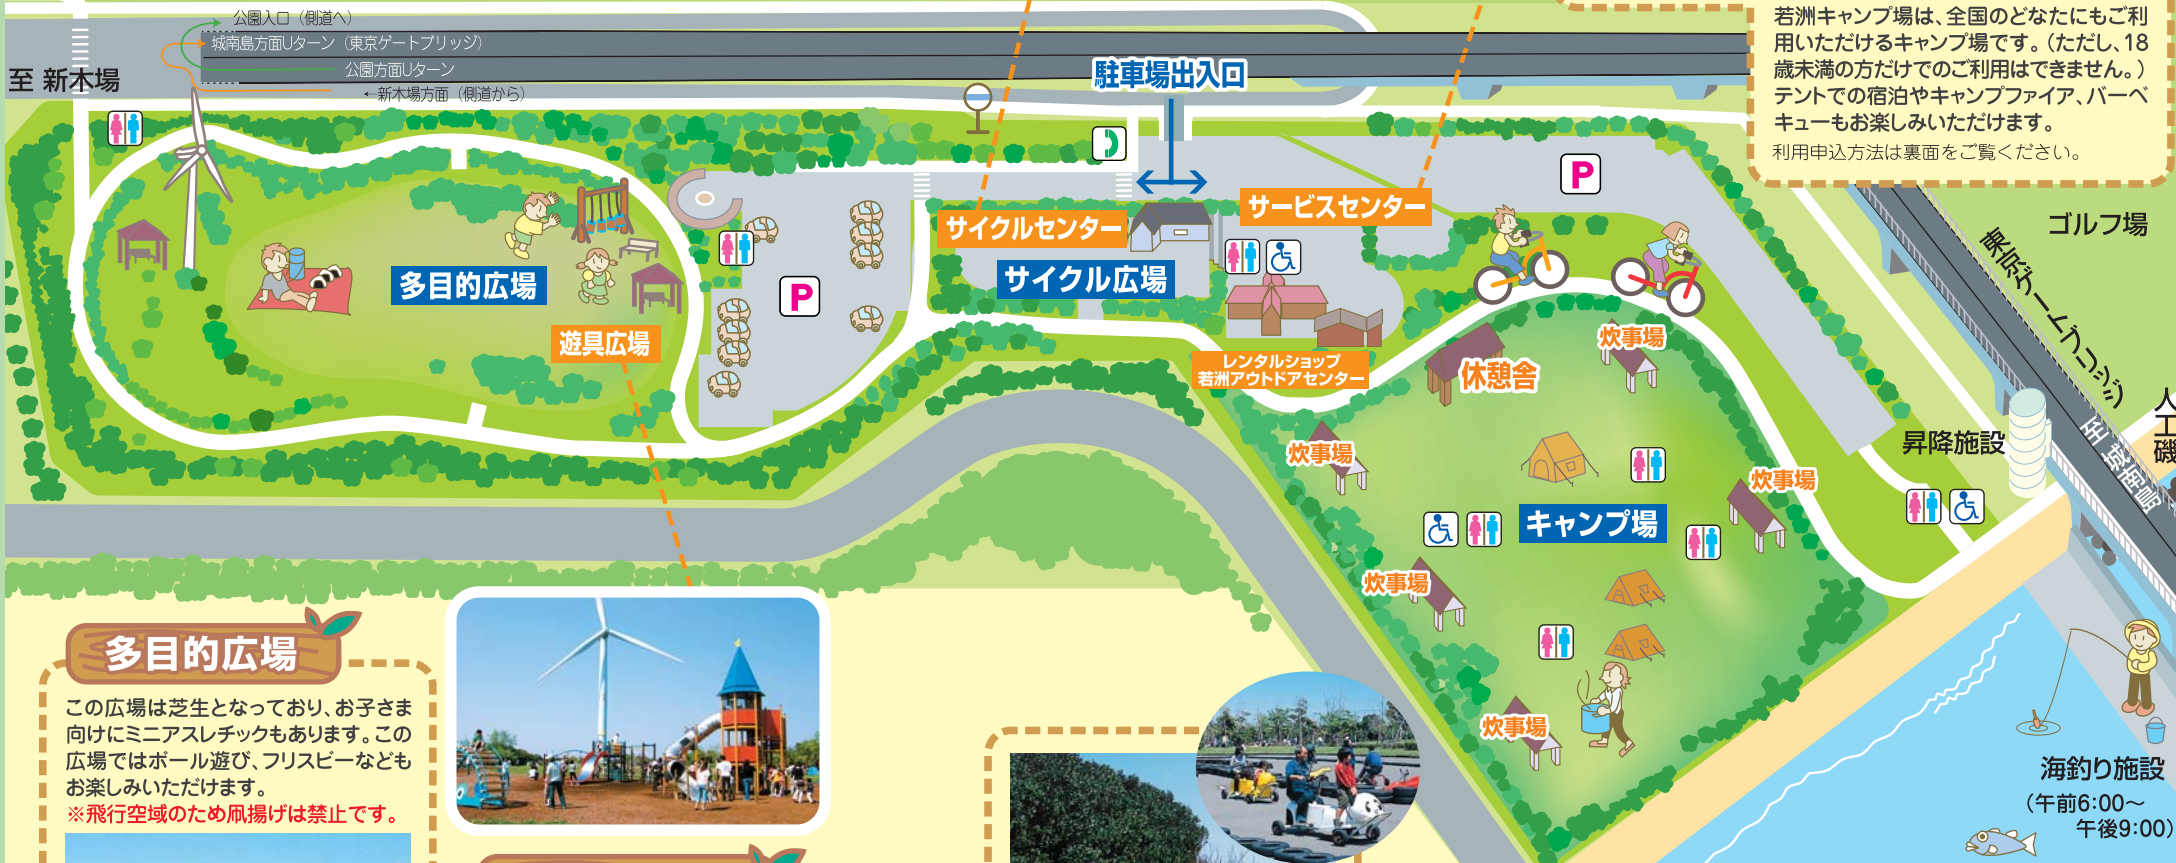 公園入口（側道へ）
城南島方面Uターン（東京ゲートブリッジ）
公園方面Uターン
←新木場方面（側道から）
至 新木場
駐車場出入口
若洲キャンプ場は、全国のどなたにもご利
用いただけるキャンプ場です。（ただし、18
歳未満の方だけでのご利用はできません。）
テントでの宿泊やキャンプファイア、バーベ
キューもお楽しみいただけます。
利用申込方法は裏面をご覧ください。
P
P
サイクルセンター
サービスセンター
サイクル広場
多目的広場
遊具広場
レンタルショップ
若洲アウトドアセンター
休憩舎
炊事場
炊事場
炊事場
炊事場
炊事場
キャンプ場
ゴルフ場
東京ゲートブリッジ
至 城南島
人工磯
昇降施設
海釣り施設
（午前6:00〜
午後9:00）
多目的広場
この広場は芝生となっており、お子さま
向けにミニアスレチックもあります。この
広場ではボール遊び、フリスビーなども
お楽しみいただけます。
※飛行空域のため凧揚げは禁止です。